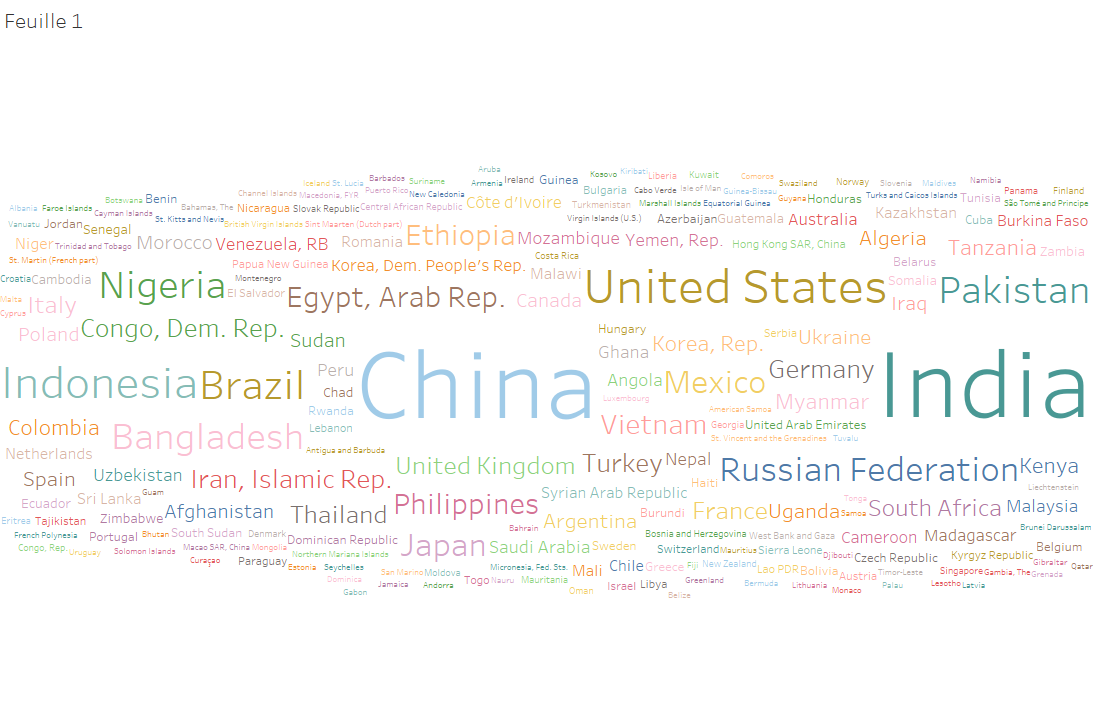 Feuille 1
Aruba
Iceland St. Lucia Barbados Suriname Armenia Ireland Guinea Kosovo Kiribati Liberia Kuwait Comoros Swaziland Norway Slovenia Maldives Namibia
Botswana Benin Channel Islands Macedonia, FYR Puerto Rico New Caledonia Bulgaria Cabo Verde Isle of Man Guinea-Bissau Guyana Honduras Turks and Caicos Islands Tunisia Panama Finland
Albania Faroe Islands Cayman Islands Bahamas, The Nicaragua Slovak Republic Central African Republic Côte d'Ivoire Turkmenistan Marshall Islands Equatorial Guinea São Tomé and Principe
Vanuatu Jordan Senegal St. Kitts and Nevis British Virgin Islands Sint Maarten (Dutch part) Virgin Islands (U.S.) Azerbaijan Guatemala Australia Kazakhstan Cuba Burkina Faso
Niger Trinidad and Tobago Morocco Venezuela, RB Romania Ethiopia Mozambique Yemen, Rep. Hong Kong SAR, China Algeria Tanzania Zambia
St. Martin (French part) Papua New Guinea Korea, Dem. People's Rep. Costa Rica Malawi Belarus
Croatia Cambodia Nigeria Montenegro El Salvador Egypt, Arab Rep. Canada United States Somalia Iraq Pakistan
Malta Cyprus Italy
Poland Congo, Dem. Rep. Sudan Hungary Ghana Korea, Rep. Serbia Ukraine
Indonesia Brazil Peru Chad China Angola Mexico Germany India
Rwanda Luxembourg Myanmar
Colombia Bangladesh Lebanon Vietnam American Samoa Georgia United Arab Emirates
Netherlands Antigua and Barbuda St. Vincent and the Grenadines Tuvalu
Spain Uzbekistan Iran, Islamic Rep. United Kingdom Turkey Nepal Russian Federation Kenya
Ecuador Sri Lanka Guam Philippines Syrian Arab Republic Haiti Tonga Liechtenstein
Eritrea Tajikistan Zimbabwe Afghanistan Thailand Argentina Burundi France Uganda Samoa South Africa Malaysia
French Polynesia Portugal Bhutan South Sudan Denmark Dominican Republic Bahrain Bosnia and Herzegovina West Bank and Gaza Cameroon Madagascar Brunei Darussalam
Congo, Rep. Uruguay Solomon Islands Macao SAR, China Mongolia Northern Mariana Islands Japan Saudi Arabia Sweden Switzerland Mauritius Sierra Leone Djibouti Czech Republic Kyrgyz Republic Belgium
Curaçao Paraguay Estonia Seychelles San Marino Moldova Micronesia, Fed. Sts. Mali Chile Greece Fiji New Zealand Lao PDR Bolivia Austria Timor-Leste Singapore Gambia, The Gibraltar Qatar
Dominica Gabon Jamaica Andorra Togo Nauru Mauritania Oman Israel Libya Belize Greenland Bermuda Lithuania Monaco Palau Lesotho Latvia Grenada